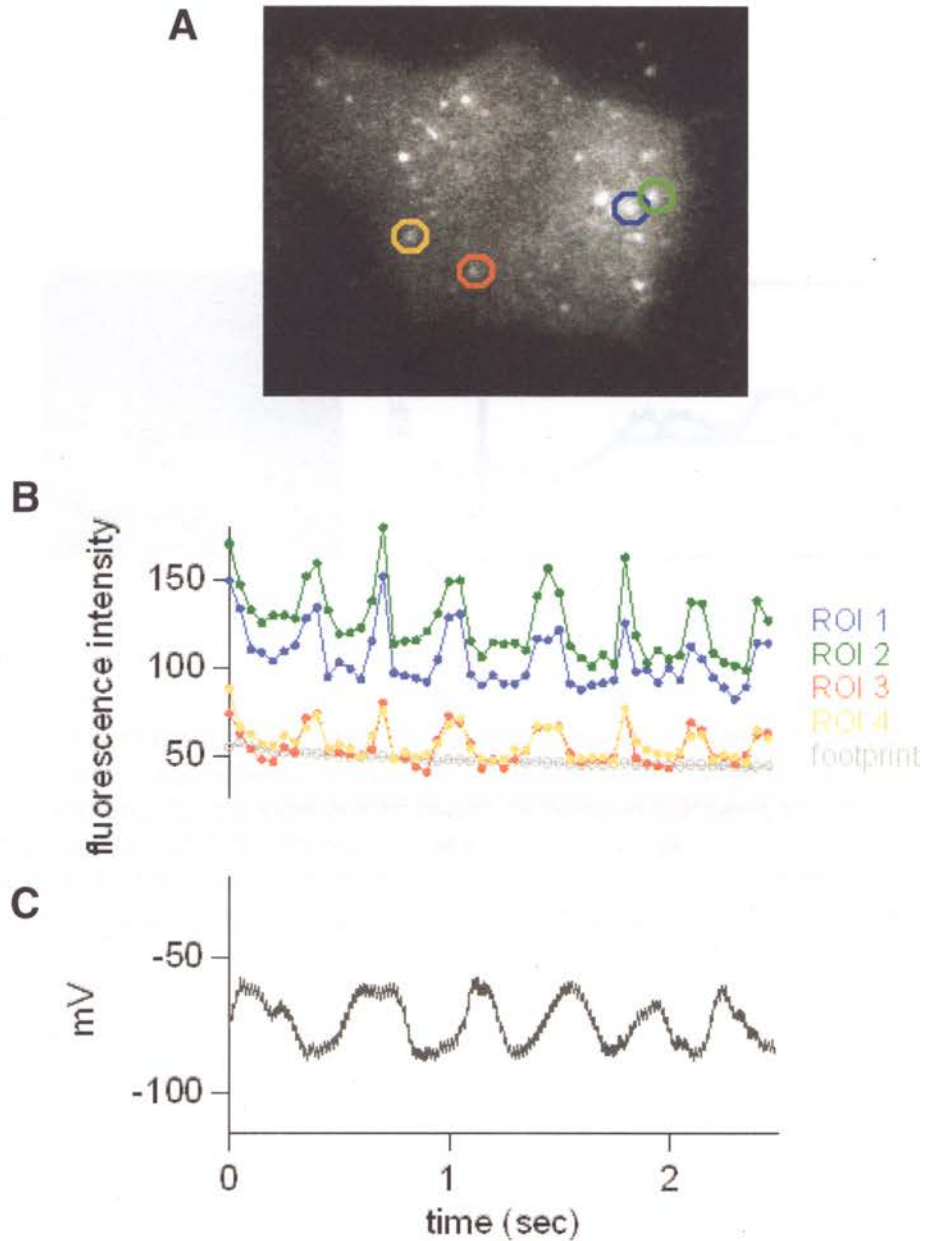 A
B
fluorescence intensity
150
100
50
ROI 1
ROI 2
ROI 3
ROI 4
footprint
C
mV
-50
-100
0
1
2
time (sec)